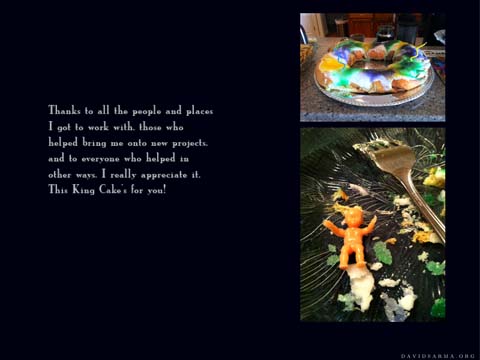 Thanks to all the people and places
I got to work with, those who
helped bring me onto new projects,
and to everyone who helped in
other ways. I really appreciate it.
This King Cake's for you!
DAVIDSARMA.ORG